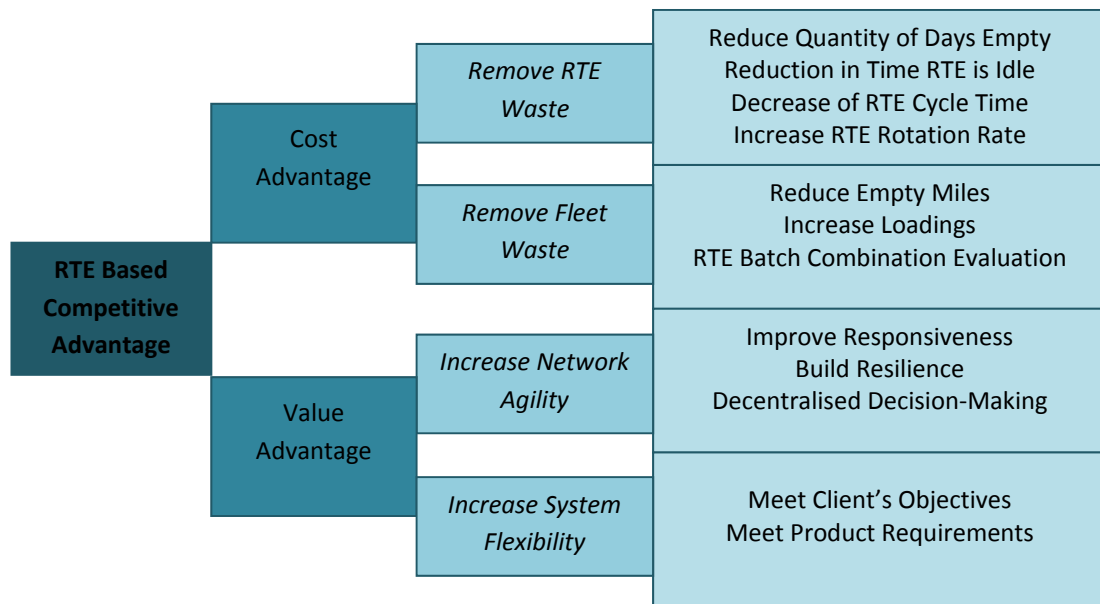 RTE Based
Competitive
Advantage
Cost
Advantage
Remove RTE
Waste
Reduce Quantity of Days Empty
Reduction in Time RTE is Idle
Decrease of RTE Cycle Time
Increase RTE Rotation Rate
Remove Fleet
Waste
Reduce Empty Miles
Increase Loadings
RTE Batch Combination Evaluation
Value
Advantage
Increase Network
Agility
Improve Responsiveness
Build Resilience
Decentralised Decision-Making
Increase System
Flexibility
Meet Client’s Objectives
Meet Product Requirements